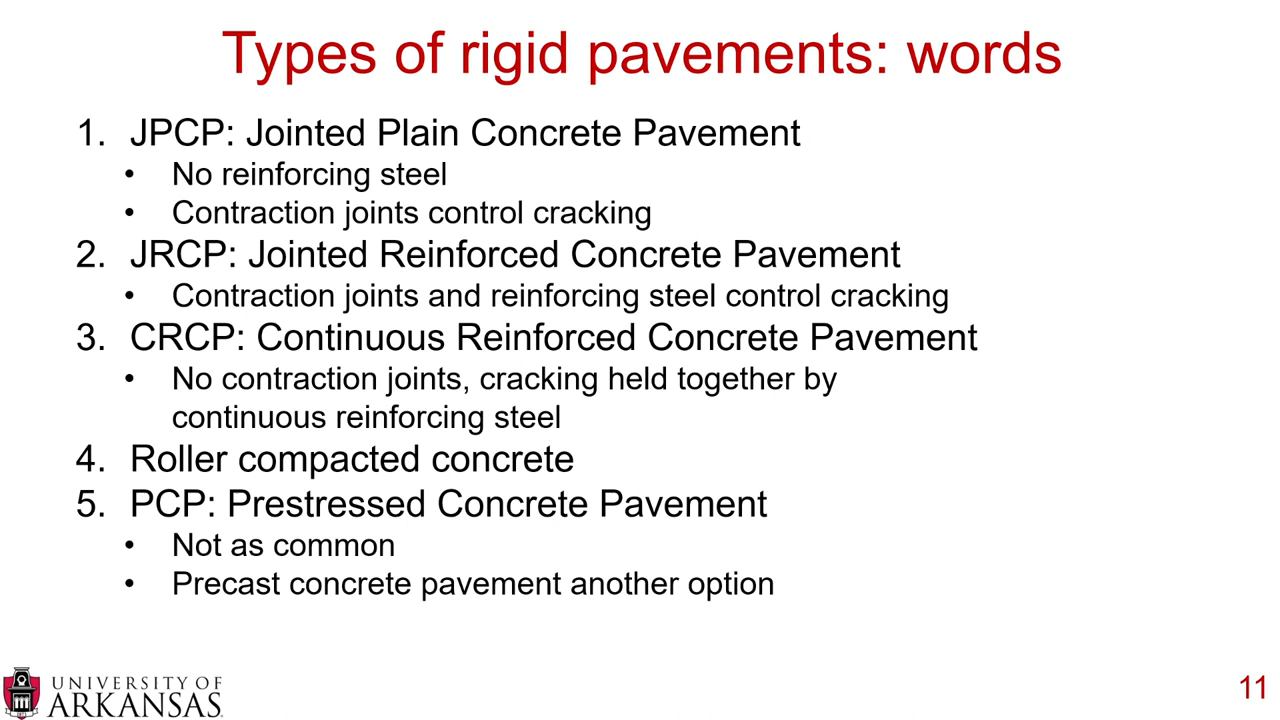 Types of rigid pavements: words
1. JPCP: Jointed Plain Concrete Pavement
• No reinforcing steel
• Contraction joints control cracking
2. JRCP: Jointed Reinforced Concrete Pavement
• Contraction joints and reinforcing steel control cracking
3. CRCP: Continuous Reinforced Concrete Pavement
• No contraction joints, cracking held together by
continuous reinforcing steel
4. Roller compacted concrete
5. PCP: Prestressed Concrete Pavement
• Not as common
• Precast concrete pavement another option
UNIVERSITY OF
ARKANSAS
11